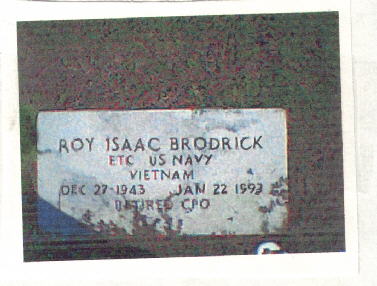 ROY ISAAC BRODRICK
ETC US NAVY
VIETNAM
DEC 27 1943 JAN 22 1993
RETIRED CPO